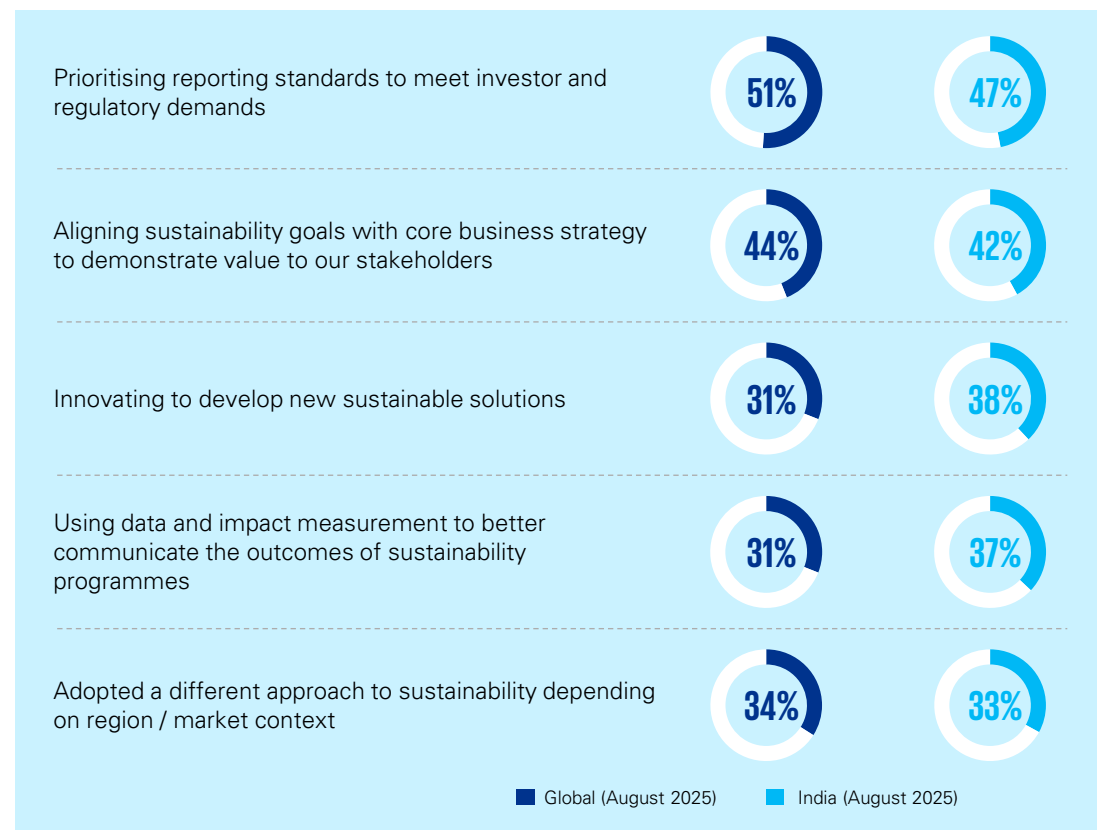 Prioritising reporting standards to meet investor and
regulatory demands
51%
47%
Aligning sustainability goals with core business strategy
to demonstrate value to our stakeholders
44%
42%
Innovating to develop new sustainable solutions
31%
38%
Using data and impact measurement to better
communicate the outcomes of sustainability
programmes
31%
37%
Adopted a different approach to sustainability depending
on region / market context
34%
33%
Global (August 2025)
India (August 2025)